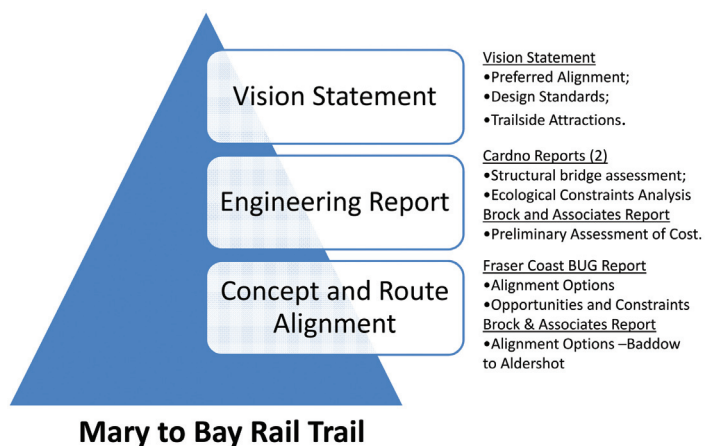 Vision Statement
Vision Statement
•Preferred Alignment;
•Design Standards;
•Trailside Attractions.
Engineering Report
Cardno Reports (2)
•Structural bridge assessment;
•Ecological Constraints Analysis
Brock and Associates Report
•Preliminary Assessment of Cost.
Concept and Route
Alignment
Fraser Coast BUG Report
•Alignment Options
•Opportunities and Constraints
Brock & Associates Report
•Alignment Options –Baddow
to Aldershot
Mary to Bay Rail Trail